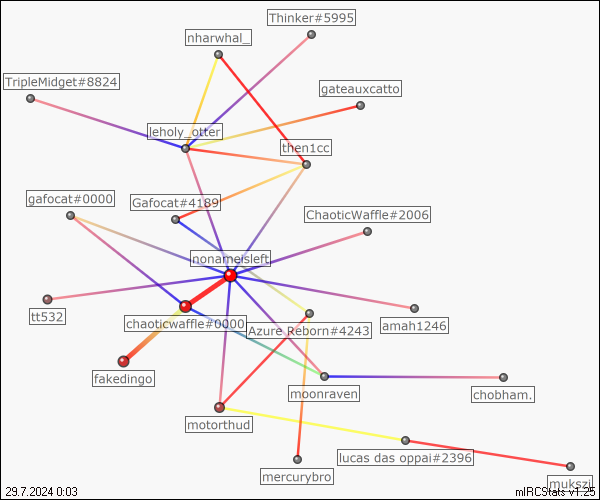 Thinker#5995
nharwhal_
TripleMidget#8824
gateauxcatto
leholy_otter
then1cc
gafocat#0000
Gafocat#4189
ChaoticWaffle#2006
nonameisleft
tt532
chaoticwaffle#0000
Azure Reborn#4243
amah1246
fakedingo
moonraven
chobham.
motorthud
lucas das oppai#2396
mercurybro
mukszi
29.7.2024 0:03
mIRCStats v1.25